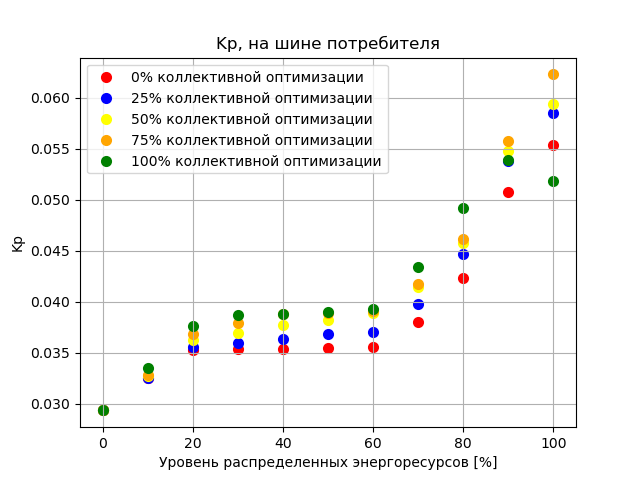 Kp, на шине потребителя
0% коллективной оптимизации
25% коллективной оптимизации
50% коллективной оптимизации
75% коллективной оптимизации
100% коллективной оптимизации
0.060
0.055
0.050
0.045
0.040
0.035
0.030
Kp
0 20 40 60 80 100
Уровень распределенных энергоресурсов [%]